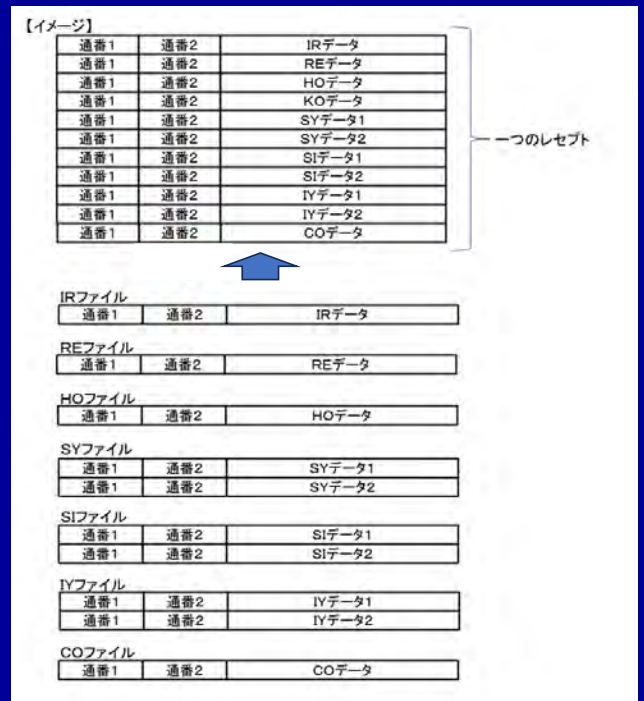 【イメージ】
通番1 通番2 IRデータ
通番1 通番2 REデータ
通番1 通番2 HOデータ
通番1 通番2 KOデータ
通番1 通番2 SYデータ1
通番1 通番2 SYデータ2
通番1 通番2 SIデータ1
通番1 通番2 SIデータ2
通番1 通番2 IYデータ1
通番1 通番2 IYデータ2
通番1 通番2 COデータ
一つのレセプト
IRファイル
通番1 通番2 IRデータ
REファイル
通番1 通番2 REデータ
HOファイル
通番1 通番2 HOデータ
SYファイル
通番1 通番2 SYデータ1
通番1 通番2 SYデータ2
SIファイル
通番1 通番2 SIデータ1
通番1 通番2 SIデータ2
IYファイル
通番1 通番2 IYデータ1
通番1 通番2 IYデータ2
COファイル
通番1 通番2 COデータ